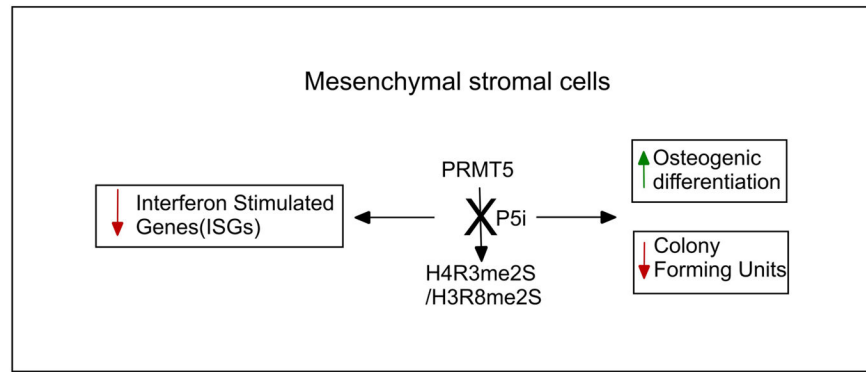 Mesenchymal stromal cells
PRMT5
P5i
H4R3me2S
/H3R8me2S
Interferon Stimulated
Genes(ISGs)
Osteogenic
differentiation
Colony
Forming Units